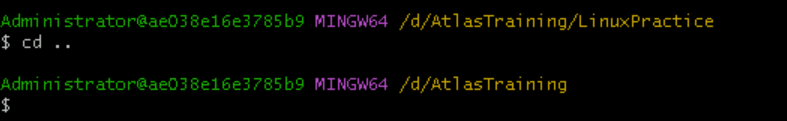 Administrator@ae038e16e3785b9 MINGW64 /d/AtlasTraining/LinuxPractice
$ cd ..
Administrator@ae038e16e3785b9 MINGW64 /d/AtlasTraining
$